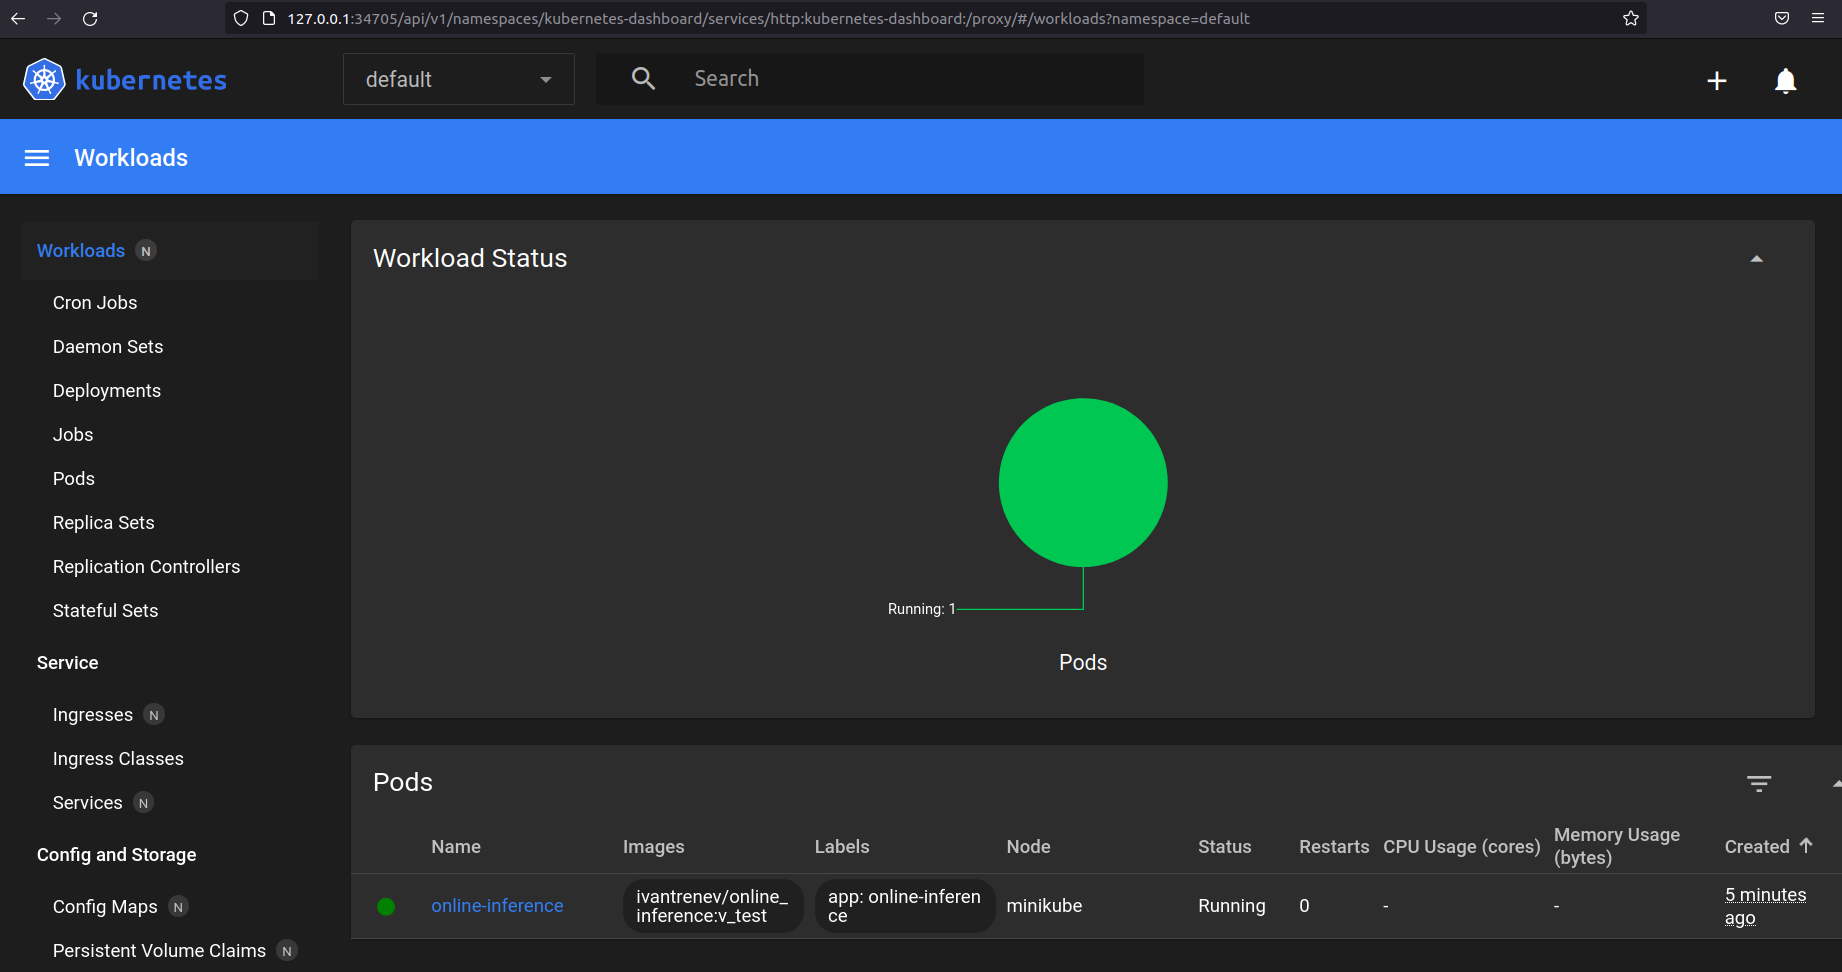 127.0.0.1:34705/api/v1/namespaces/kubernetes-dashboard/services/http:kubernetes-dashboard:/proxy/#/workloads?namespace=default
kubernetes
default
Search
Workloads
Workloads N
Cron Jobs
Daemon Sets
Deployments
Jobs
Pods
Replica Sets
Replication Controllers
Stateful Sets
Service
Ingresses N
Ingress Classes
Services N
Config and Storage
Config Maps N
Persistent Volume Claims N
Workload Status
Running: 1
Pods
Pods
Name Images Labels Node Status Restarts CPU Usage (cores) Memory Usage
(bytes) Created
online-inference ivantrenev/online_
inference:v_test app: online-inferen
ce minikube Running 0 - - 5 minutes
ago